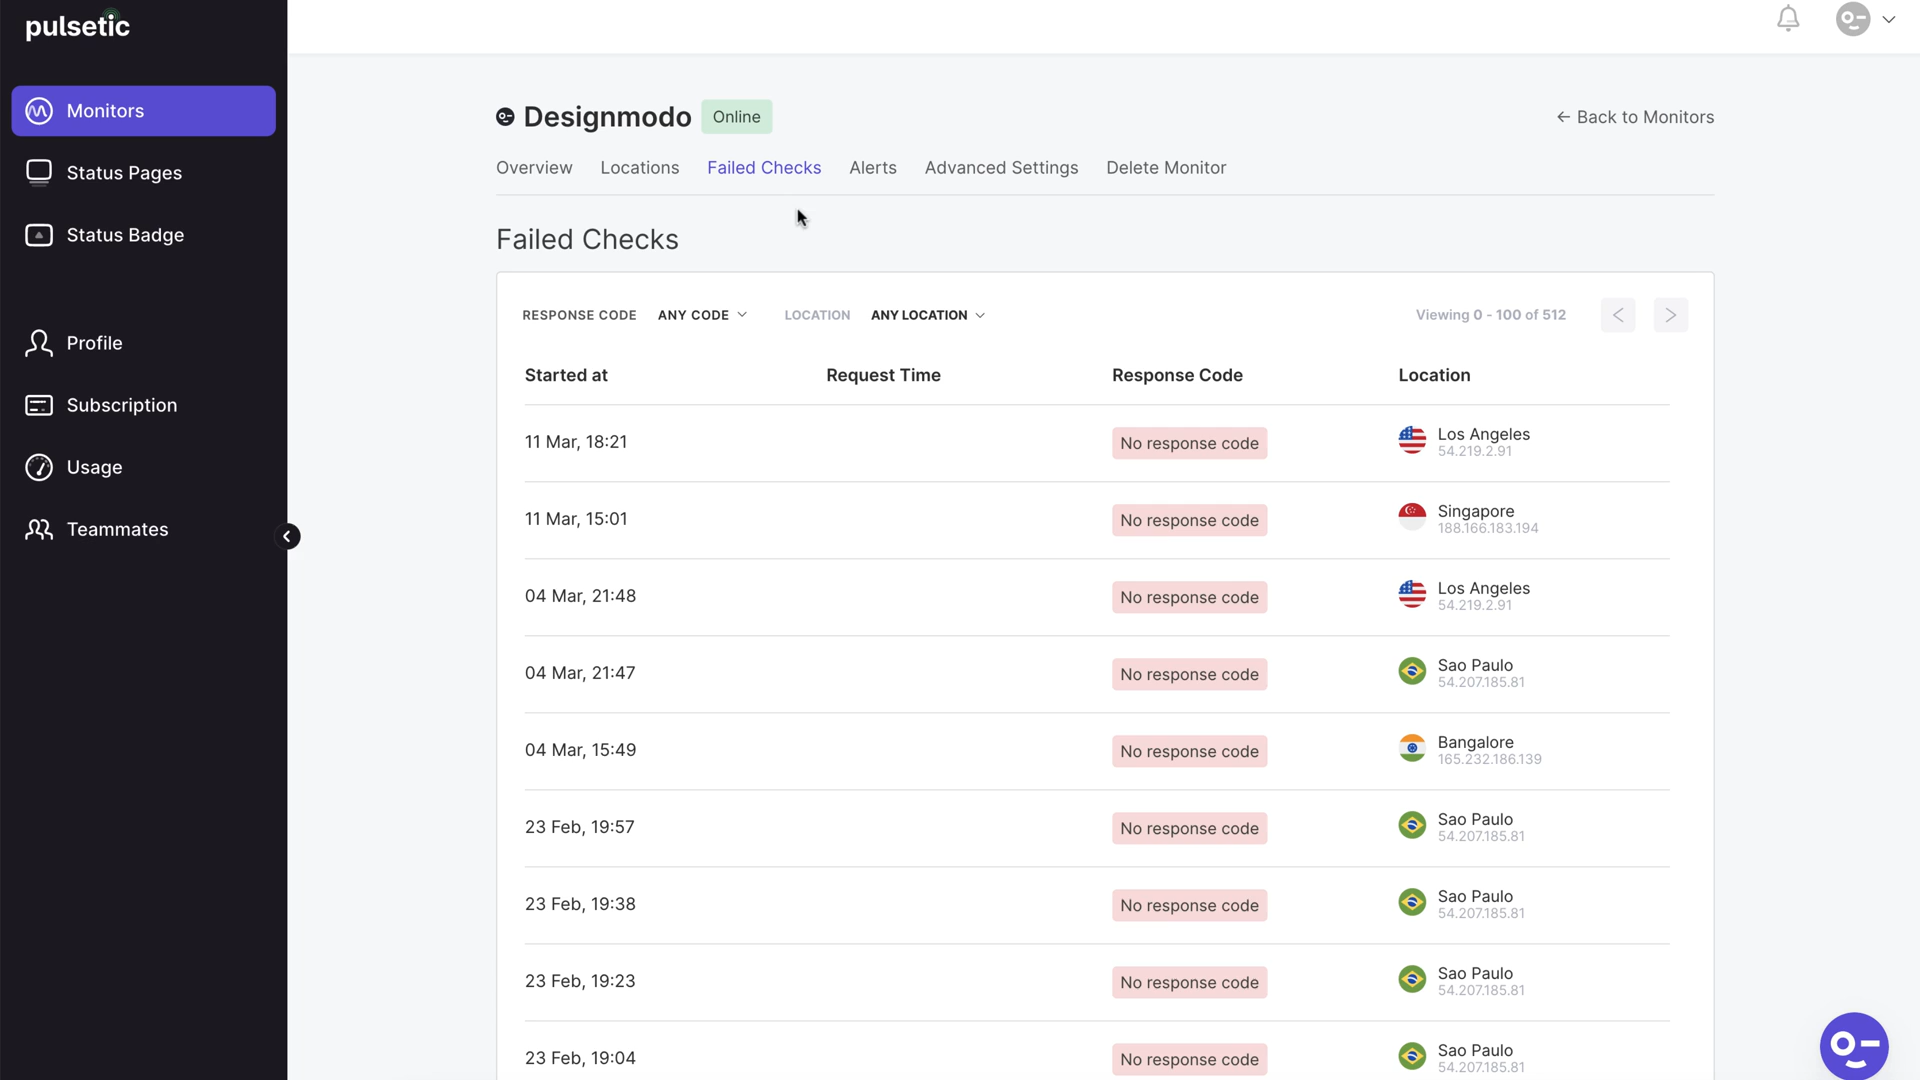 pulsetic
Monitors
Status Pages
Status Badge
Profile
Subscription
Usage
Teammates
Designmodo Online
← Back to Monitors
Overview Locations Failed Checks Alerts Advanced Settings Delete Monitor
Failed Checks
RESPONSE CODE ANY CODE LOCATION ANY LOCATION Viewing 0 - 100 of 512
Started at Request Time Response Code Location
11 Mar, 18:21 No response code Los Angeles
54.219.2.91
11 Mar, 15:01 No response code Singapore
188.166.183.194
04 Mar, 21:48 No response code Los Angeles
54.219.2.91
04 Mar, 21:47 No response code Sao Paulo
54.207.185.81
04 Mar, 15:49 No response code Bangalore
165.232.186.139
23 Feb, 19:57 No response code Sao Paulo
54.207.185.81
23 Feb, 19:38 No response code Sao Paulo
54.207.185.81
23 Feb, 19:23 No response code Sao Paulo
54.207.185.81
23 Feb, 19:04 No response code Sao Paulo
54.207.185.81